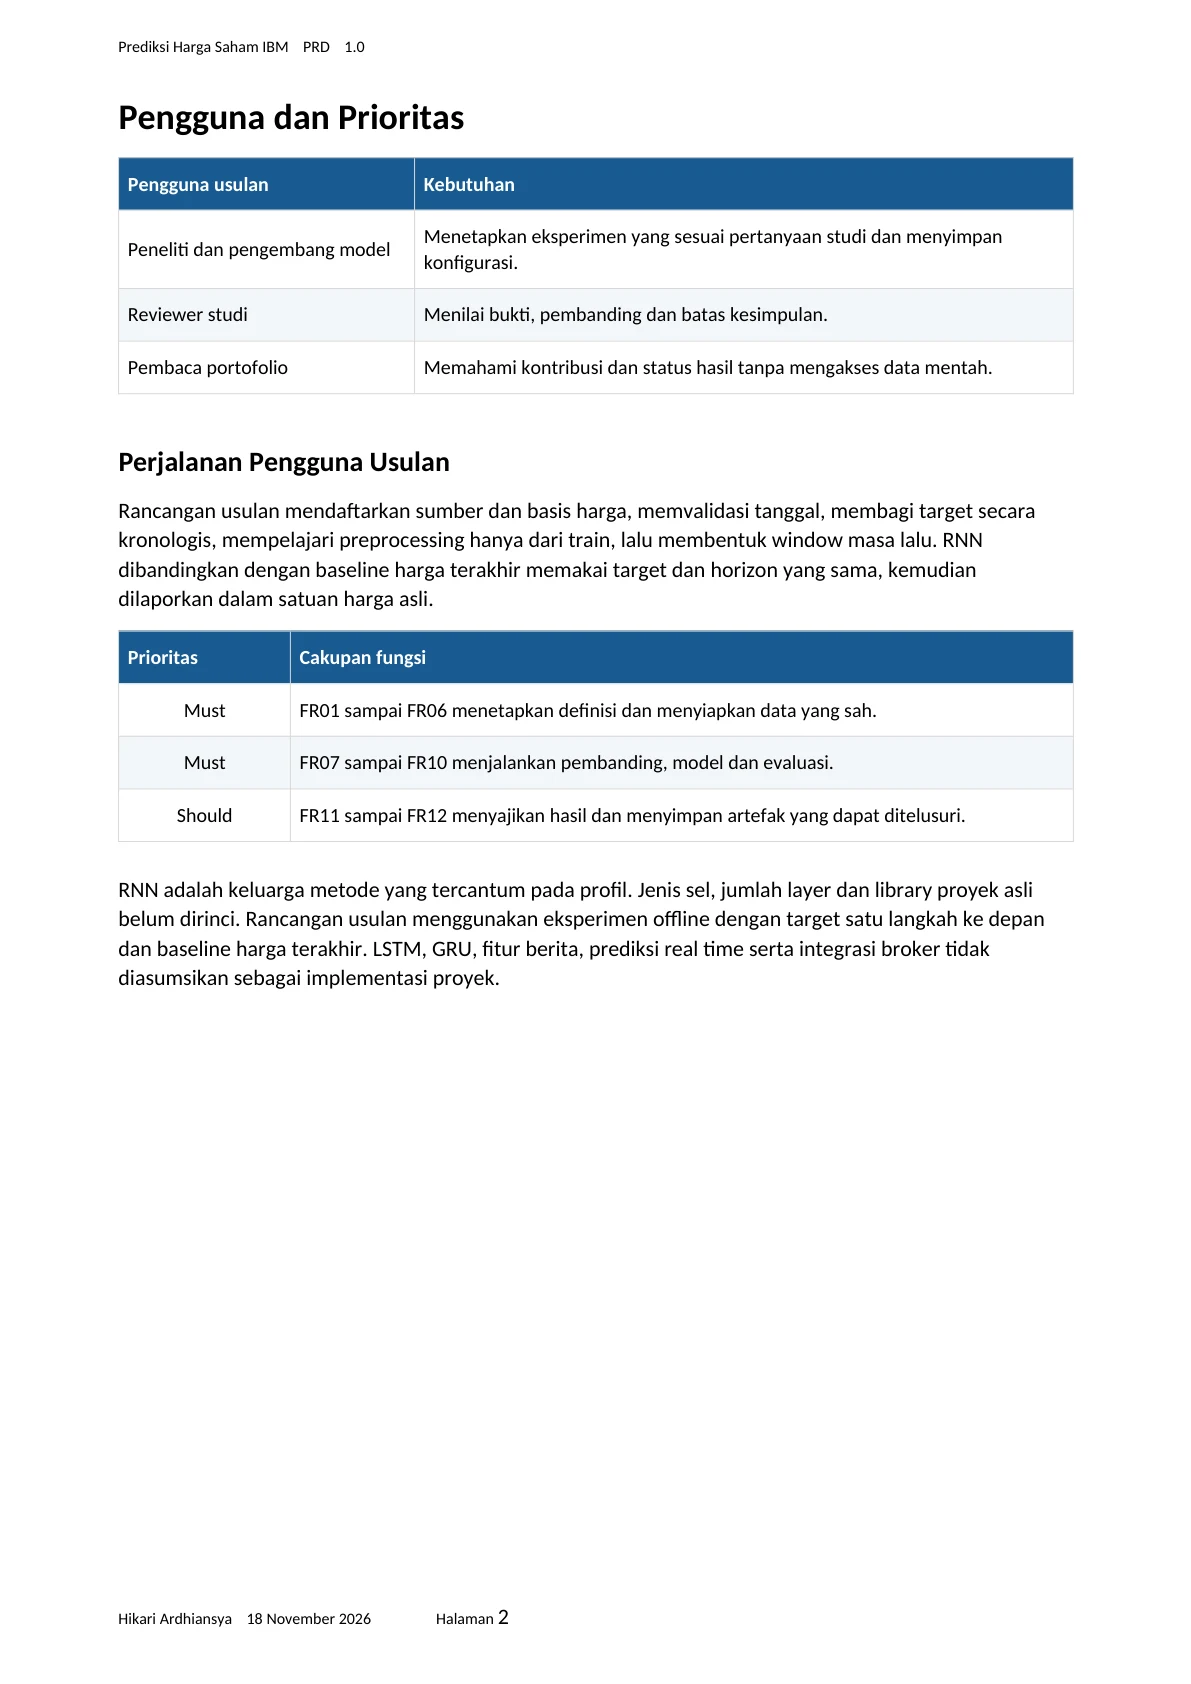 Prediksi Harga Saham IBM PRD 1.0
Pengguna dan Prioritas
Pengguna usulan Kebutuhan
Peneliti dan pengembang model Menetapkan eksperimen yang sesuai pertanyaan studi dan menyimpan
konfigurasi.
Reviewer studi Menilai bukti, pembanding dan batas kesimpulan.
Pembaca portofolio Memahami kontribusi dan status hasil tanpa mengakses data mentah.
Perjalanan Pengguna Usulan
Rancangan usulan mendaftarkan sumber dan basis harga, memvalidasi tanggal, membagi target secara
kronologis, mempelajari preprocessing hanya dari train, lalu membentuk window masa lalu. RNN
dibandingkan dengan baseline harga terakhir memakai target dan horizon yang sama, kemudian
dilaporkan dalam satuan harga asli.
Prioritas Cakupan fungsi
Must FR01 sampai FR06 menetapkan definisi dan menyiapkan data yang sah.
Must FR07 sampai FR10 menjalankan pembanding, model dan evaluasi.
Should FR11 sampai FR12 menyajikan hasil dan menyimpan artefak yang dapat ditelusuri.
RNN adalah keluarga metode yang tercantum pada profil. Jenis sel, jumlah layer dan library proyek asli
belum dirinci. Rancangan usulan menggunakan eksperimen offline dengan target satu langkah ke depan
dan baseline harga terakhir. LSTM, GRU, fitur berita, prediksi real time serta integrasi broker tidak
diasumsikan sebagai implementasi proyek.
Hikari Ardhiansya 18 November 2026 Halaman 2